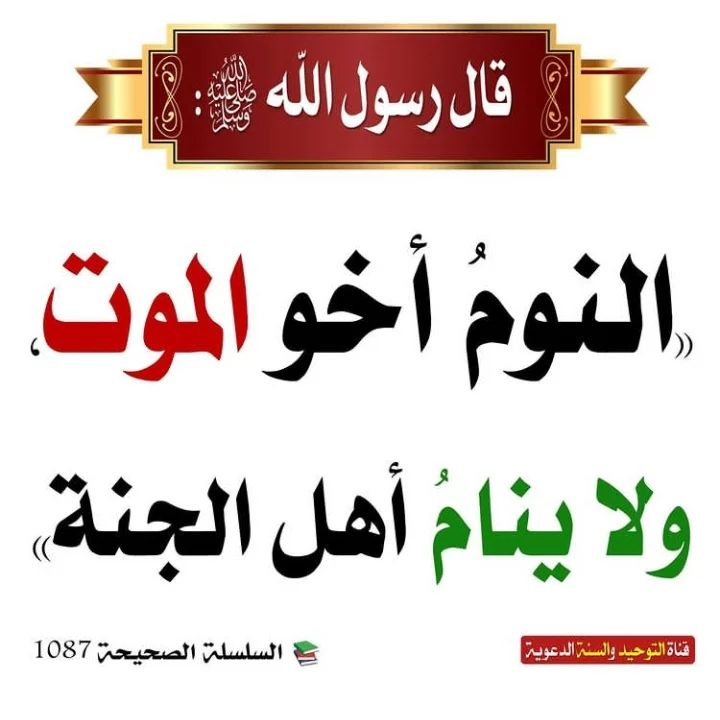 قال رسول الله ﷺ :
((النومُ أخو الموت،
ولا ينامُ أهل الجنة))
السلسلة الصحيحة 1087
قناة التوحيد والسنة الدعوية